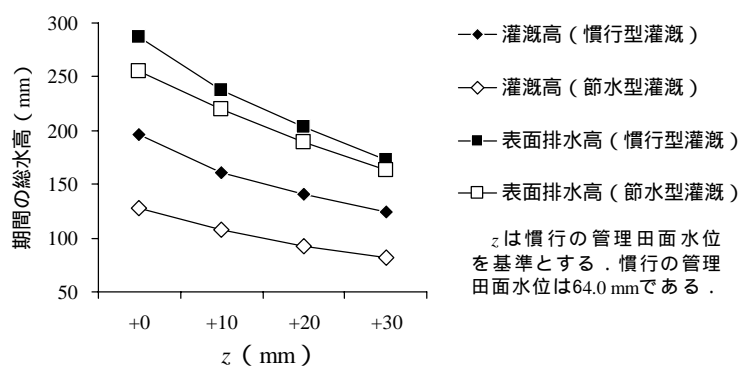 300
250
200
150
100
50
期間の総水高(mm)
+0 +10 +20 +30
z(mm)
灌漑高(慣行型灌漑)
灌漑高(節水型灌漑)
表面排水高(慣行型灌漑)
表面排水高(節水型灌漑)
zは慣行の管理田面水位
を基準とする.慣行の管理
田面水位は64.0 mmである.